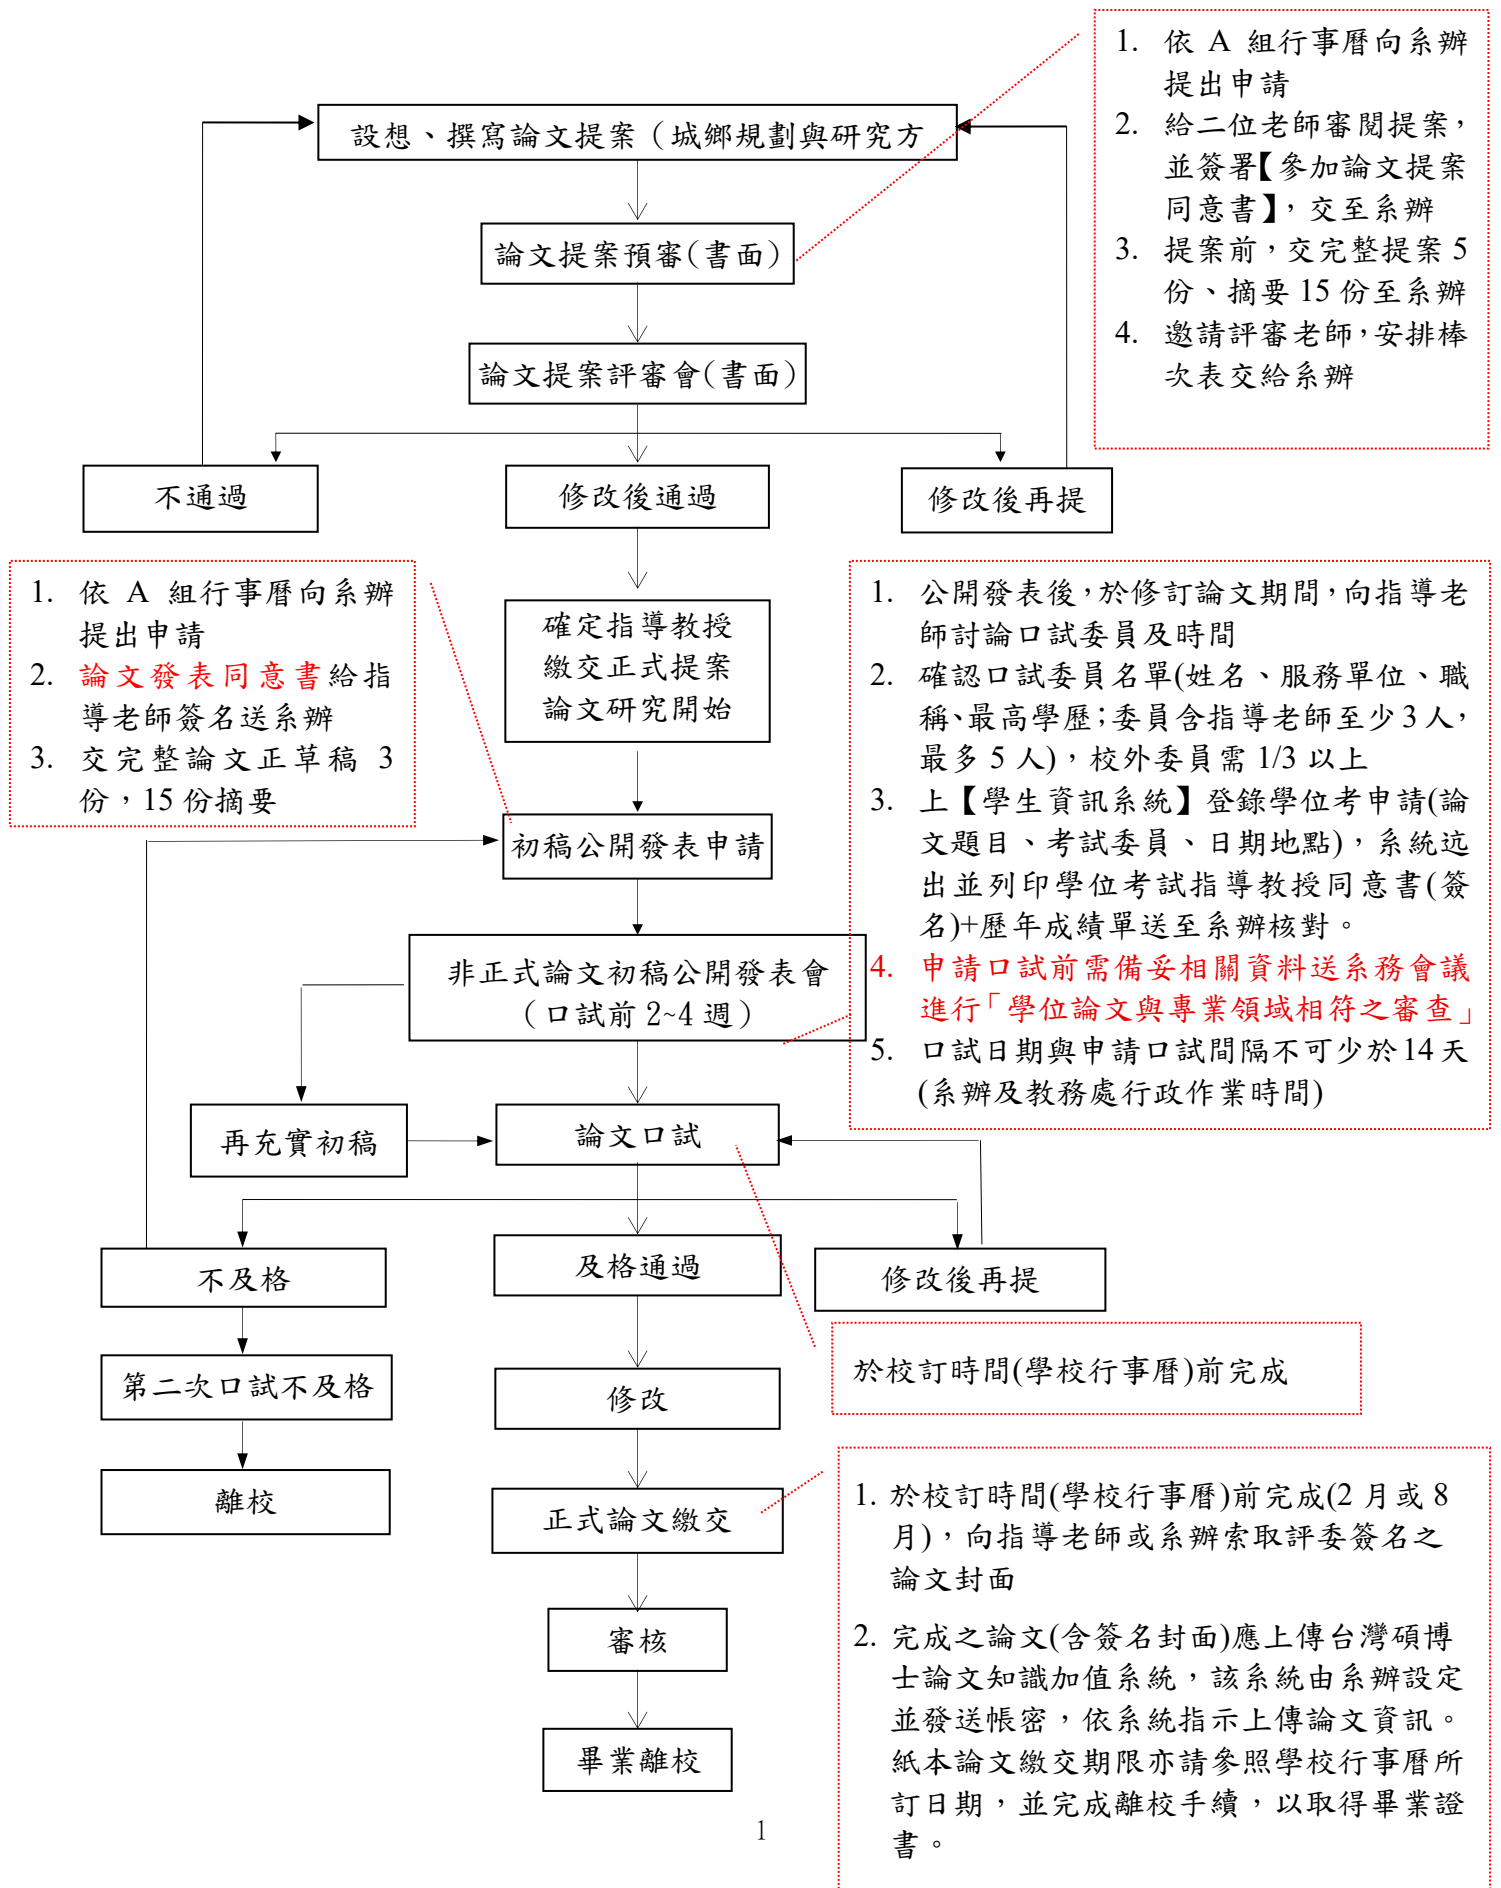 1. 依 A 組行事曆向系辦
提出申請
2. 給二位老師審閱提案，
並簽署【參加論文提案
同意書】，交至系辦
3. 提案前，交完整提案 5
份、摘要 15 份至系辦
4. 邀請評審老師，安排棒
次表交給系辦
設想、撰寫論文提案（城鄉規劃與研究方
論文提案預審(書面)
論文提案評審會(書面)
不通過
修改後通過
修改後再提
1. 依 A 組行事曆向系辦
提出申請
2. 論文發表同意書給指
導老師簽名送系辦
3. 交完整論文正草稿 3
份，15 份摘要
確定指導教授
繳交正式提案
論文研究開始
1. 公開發表後，於修訂論文期間，向指導老
師討論口試委員及時間
2. 確認口試委員名單(姓名、服務單位、職
稱、最高學歷；委員含指導老師至少 3 人，
最多 5 人)，校外委員需 1/3 以上
3. 上【學生資訊系統】登錄學位考申請(論
文題目、考試委員、日期地點)，系統迒
出並列印學位考試指導教授同意書(簽
名)+歷年成績單送至系辦核對。
4. 申請口試前需備妥相關資料送系務會議
進行「學位論文與專業領域相符之審查」
5. 口試日期與申請口試間隔不可少於 14 天
(系辦及教務處行政作業時間)
初稿公開發表申請
非正式論文初稿公開發表會
（口試前 2~4 週）
再充實初稿
論文口試
不及格
及格通過
修改後再提
第二次口試不及格
修改
於校訂時間(學校行事曆)前完成
離校
正式論文繳交
1. 於校訂時間(學校行事曆)前完成(2 月或 8
月)，向指導老師或系辦索取評委簽名之
論文封面
2. 完成之論文(含簽名封面)應上傳台灣碩博
士論文知識加值系統，該系統由系辦設定
並發送帳密，依系統指示上傳論文資訊。
紙本論文繳交期限亦請參照學校行事曆所
訂日期，並完成離校手續，以取得畢業證
書。
審核
畢業離校
1